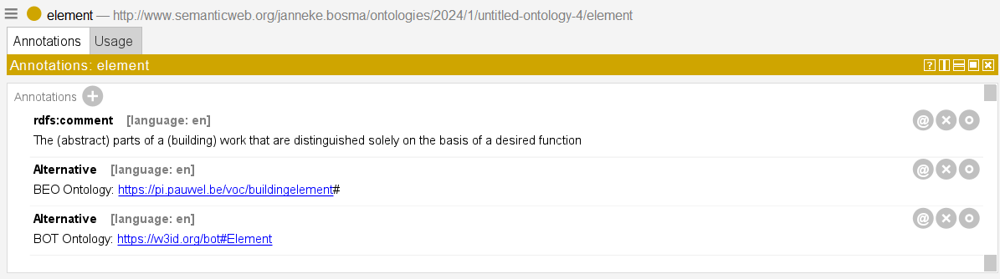 element — http://www.semanticweb.org/janneke.bosma/ontologies/2024/1/untitled-ontology-4/element
Annotations Usage
Annotations: element
Annotations
rdfs:comment [language: en]
The (abstract) parts of a (building) work that are distinguished solely on the basis of a desired function
Alternative [language: en]
BEO Ontology: https://pi.pauwel.be/voc/buildingelement#
Alternative [language: en]
BOT Ontology: https://w3id.org/bot#Element